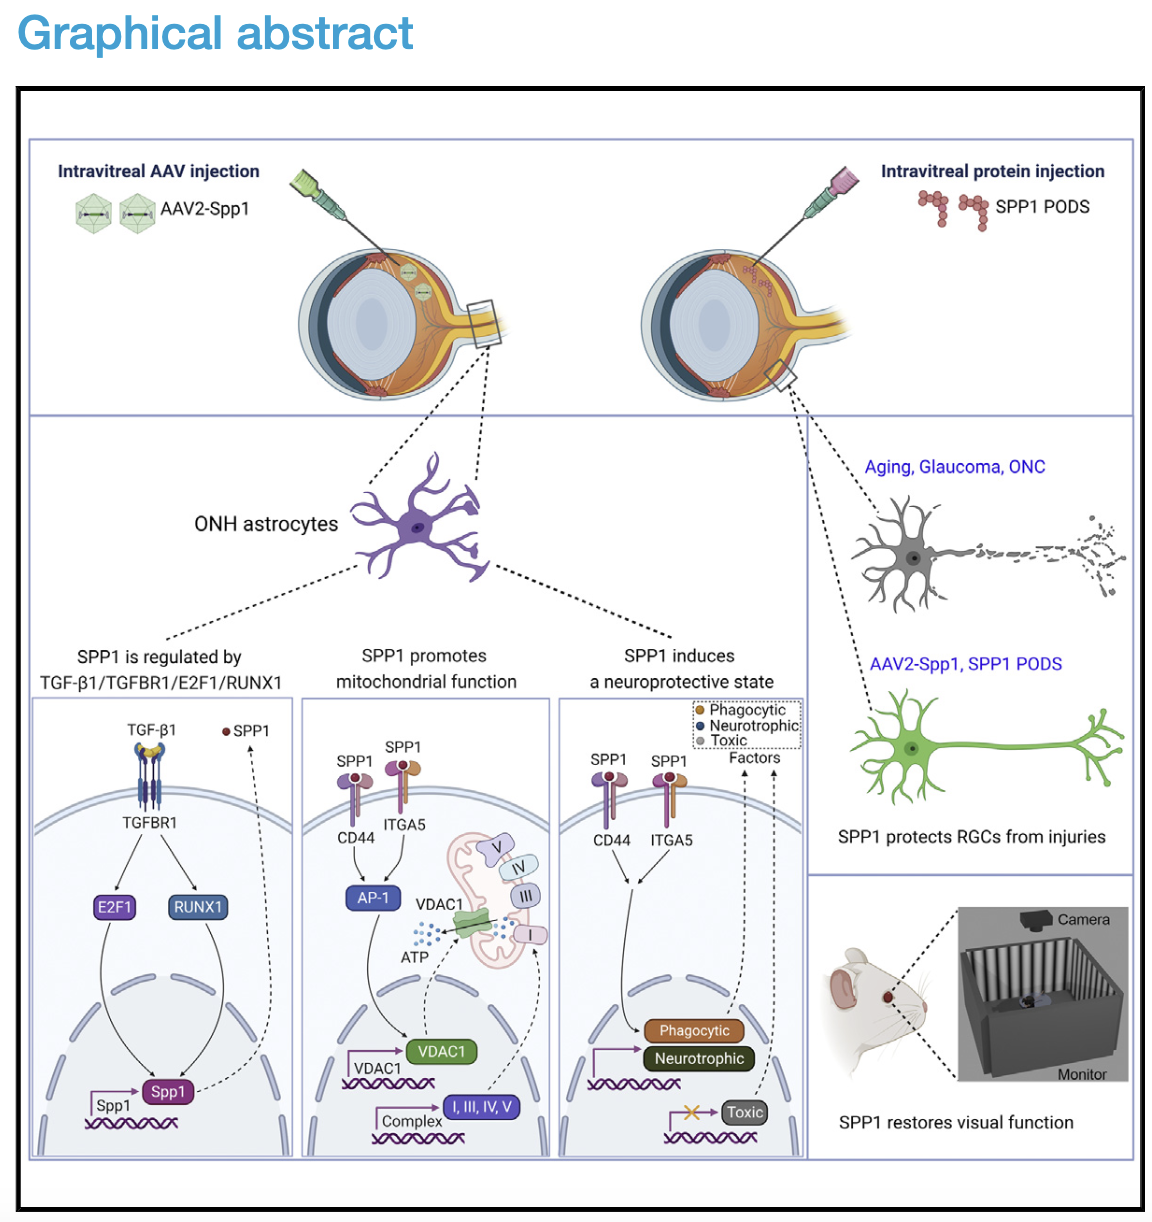 Graphical abstract
Intravitreal AAV injection
AAV2-Spp1
Intravitreal protein injection
SPP1 PODS
ONH astrocytes
SPP1 is regulated by
TGF-β1/TGFBR1/E2F1/RUNX1
TGF-β1
SPP1
TGFBR1
E2F1
RUNX1
Spp1
Spp1
SPP1 promotes
mitochondrial function
SPP1
SPP1
CD44
ITGA5
AP-1
VDAC1
ATP
V
IV
III
I
VDAC1
VDAC1
I, III, IV, V
Complex
SPP1 induces
a neuroprotective state
Phagocytic
Neurotrophic
Toxic
Factors
SPP1
SPP1
CD44
ITGA5
Phagocytic
Neurotrophic
Toxic
Aging, Glaucoma, ONC
AAV2-Spp1, SPP1 PODS
SPP1 protects RGCs from injuries
Camera
Monitor
SPP1 restores visual function